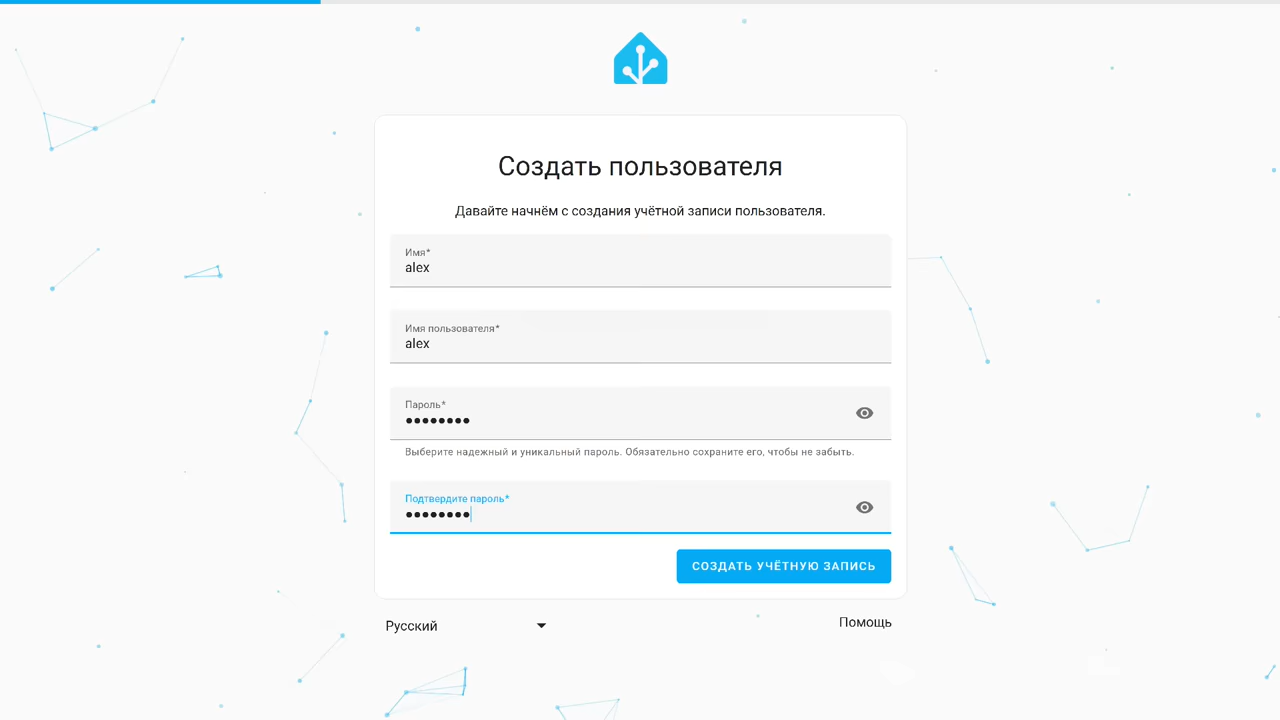 Создать пользователя
Давайте начнём с создания учётной записи пользователя.
Имя*
alex
Имя пользователя*
alex
Пароль*
••••••••
Выберите надежный и уникальный пароль. Обязательно сохраните его, чтобы не забыть.
Подтвердите пароль*
••••••••
СОЗДАТЬ УЧЁТНУЮ ЗАПИСЬ
Русский
Помощь